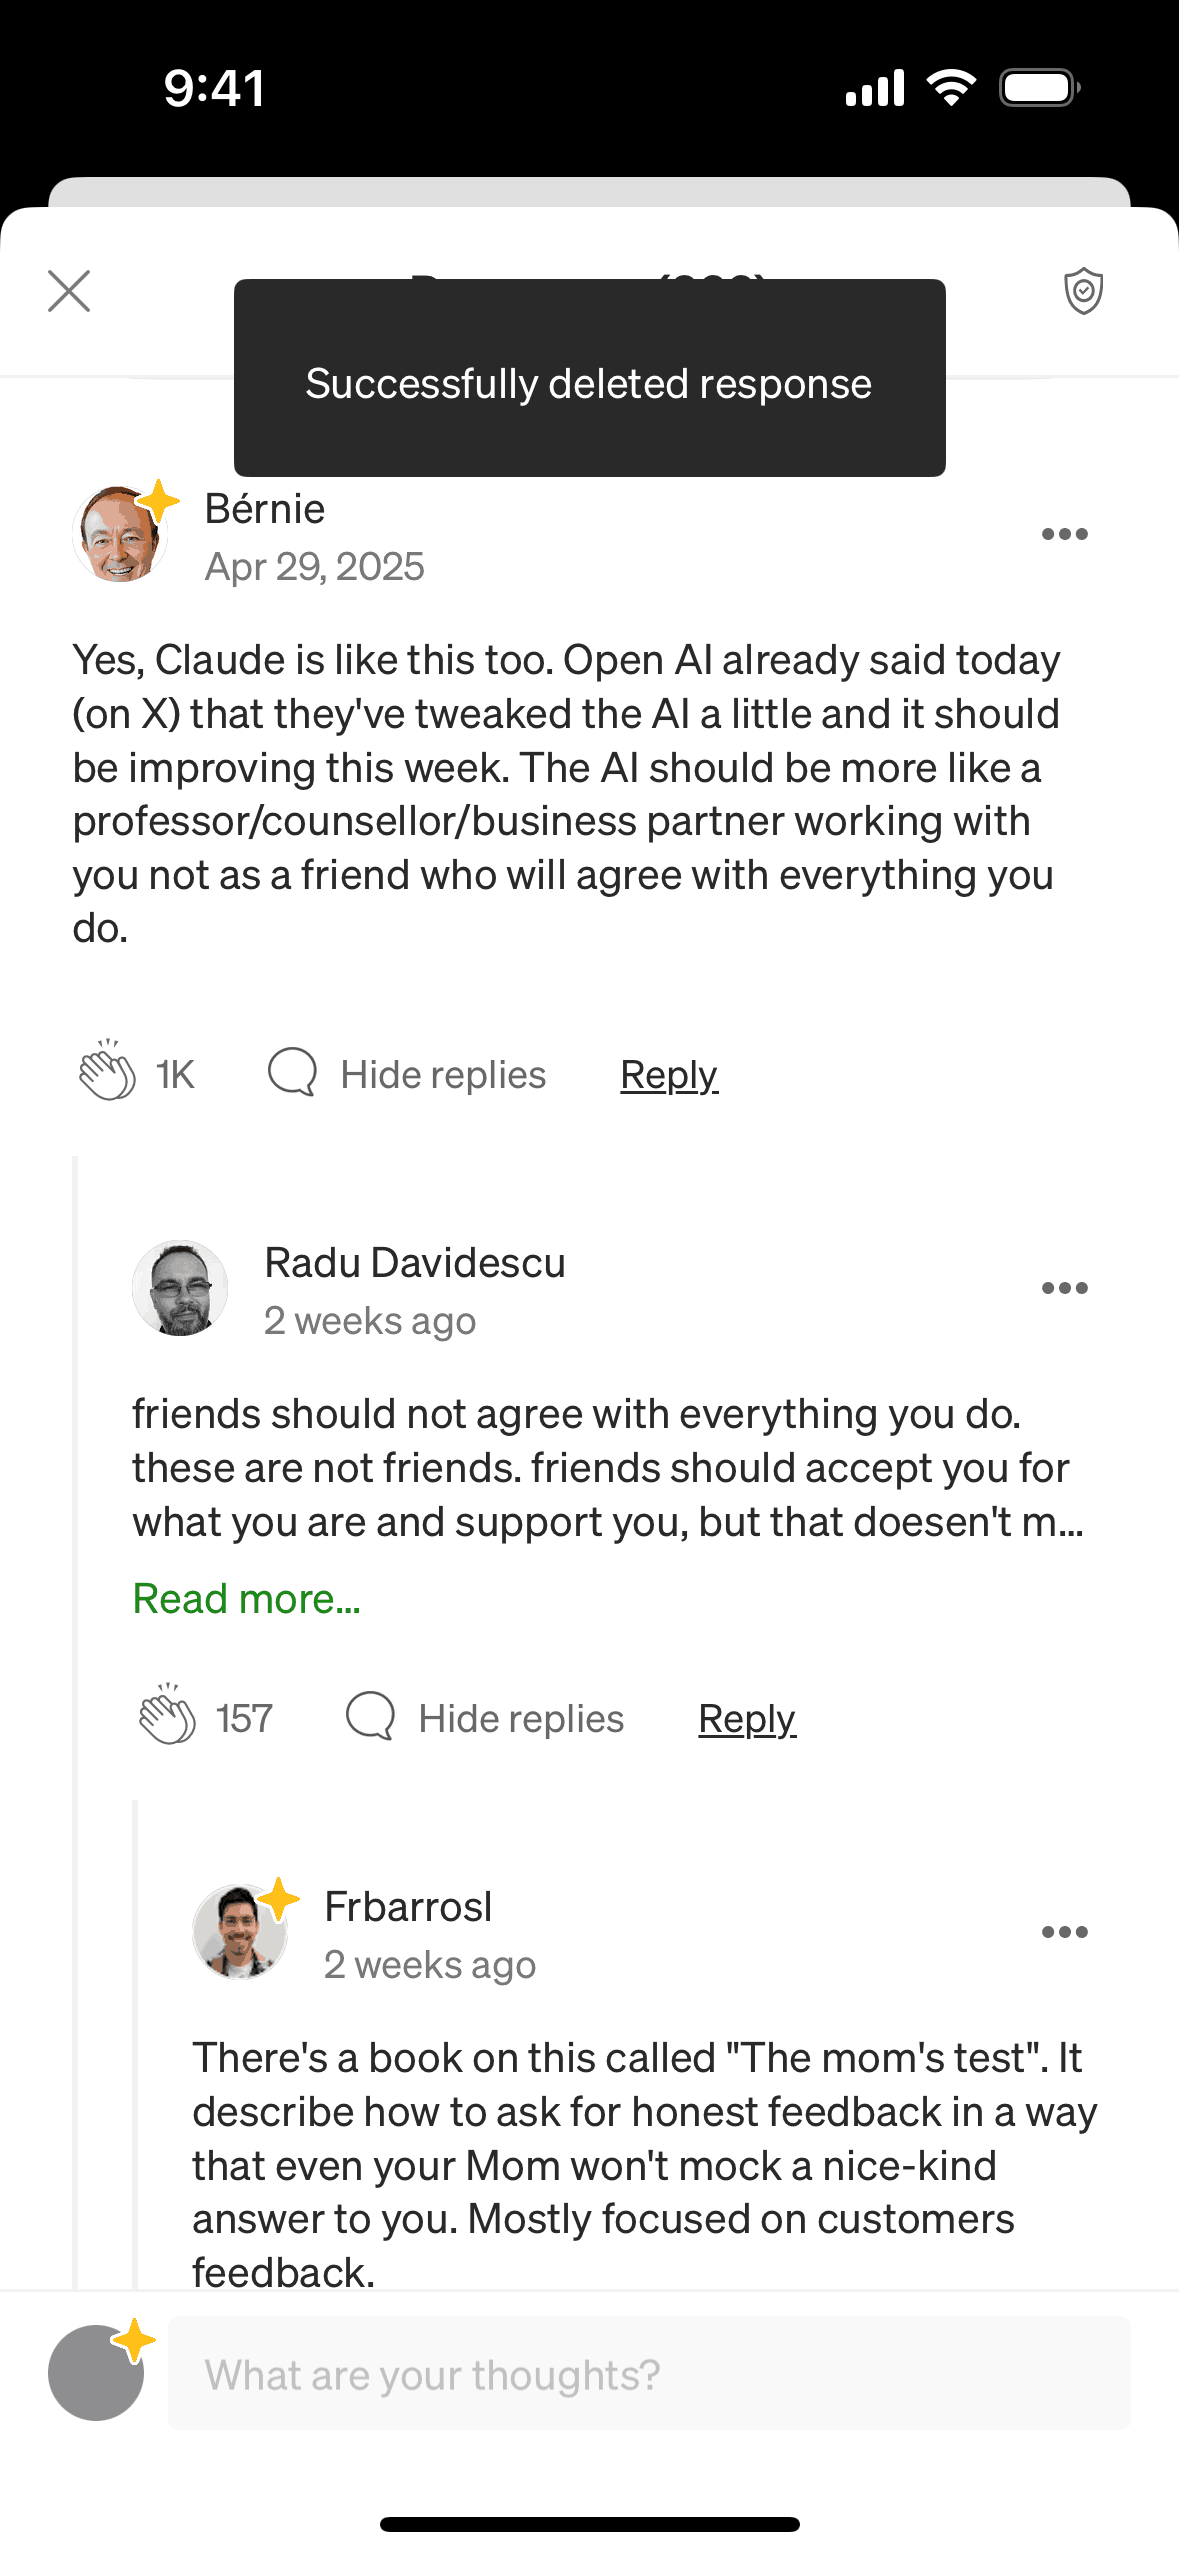 9:41
Successfully deleted response
Bérnie
Apr 29, 2025
Yes, Claude is like this too. Open AI already said today
(on X) that they've tweaked the AI a little and it should
be improving this week. The AI should be more like a
professor/counsellor/business partner working with
you not as a friend who will agree with everything you
do.
1K Hide replies Reply
Radu Davidescu
2 weeks ago
friends should not agree with everything you do.
these are not friends. friends should accept you for
what you are and support you, but that doesen't m...
Read more...
157 Hide replies Reply
Frbarrosl
2 weeks ago
There's a book on this called "The mom's test". It
describe how to ask for honest feedback in a way
that even your Mom won't mock a nice-kind
answer to you. Mostly focused on customers
feedback.
What are your thoughts?